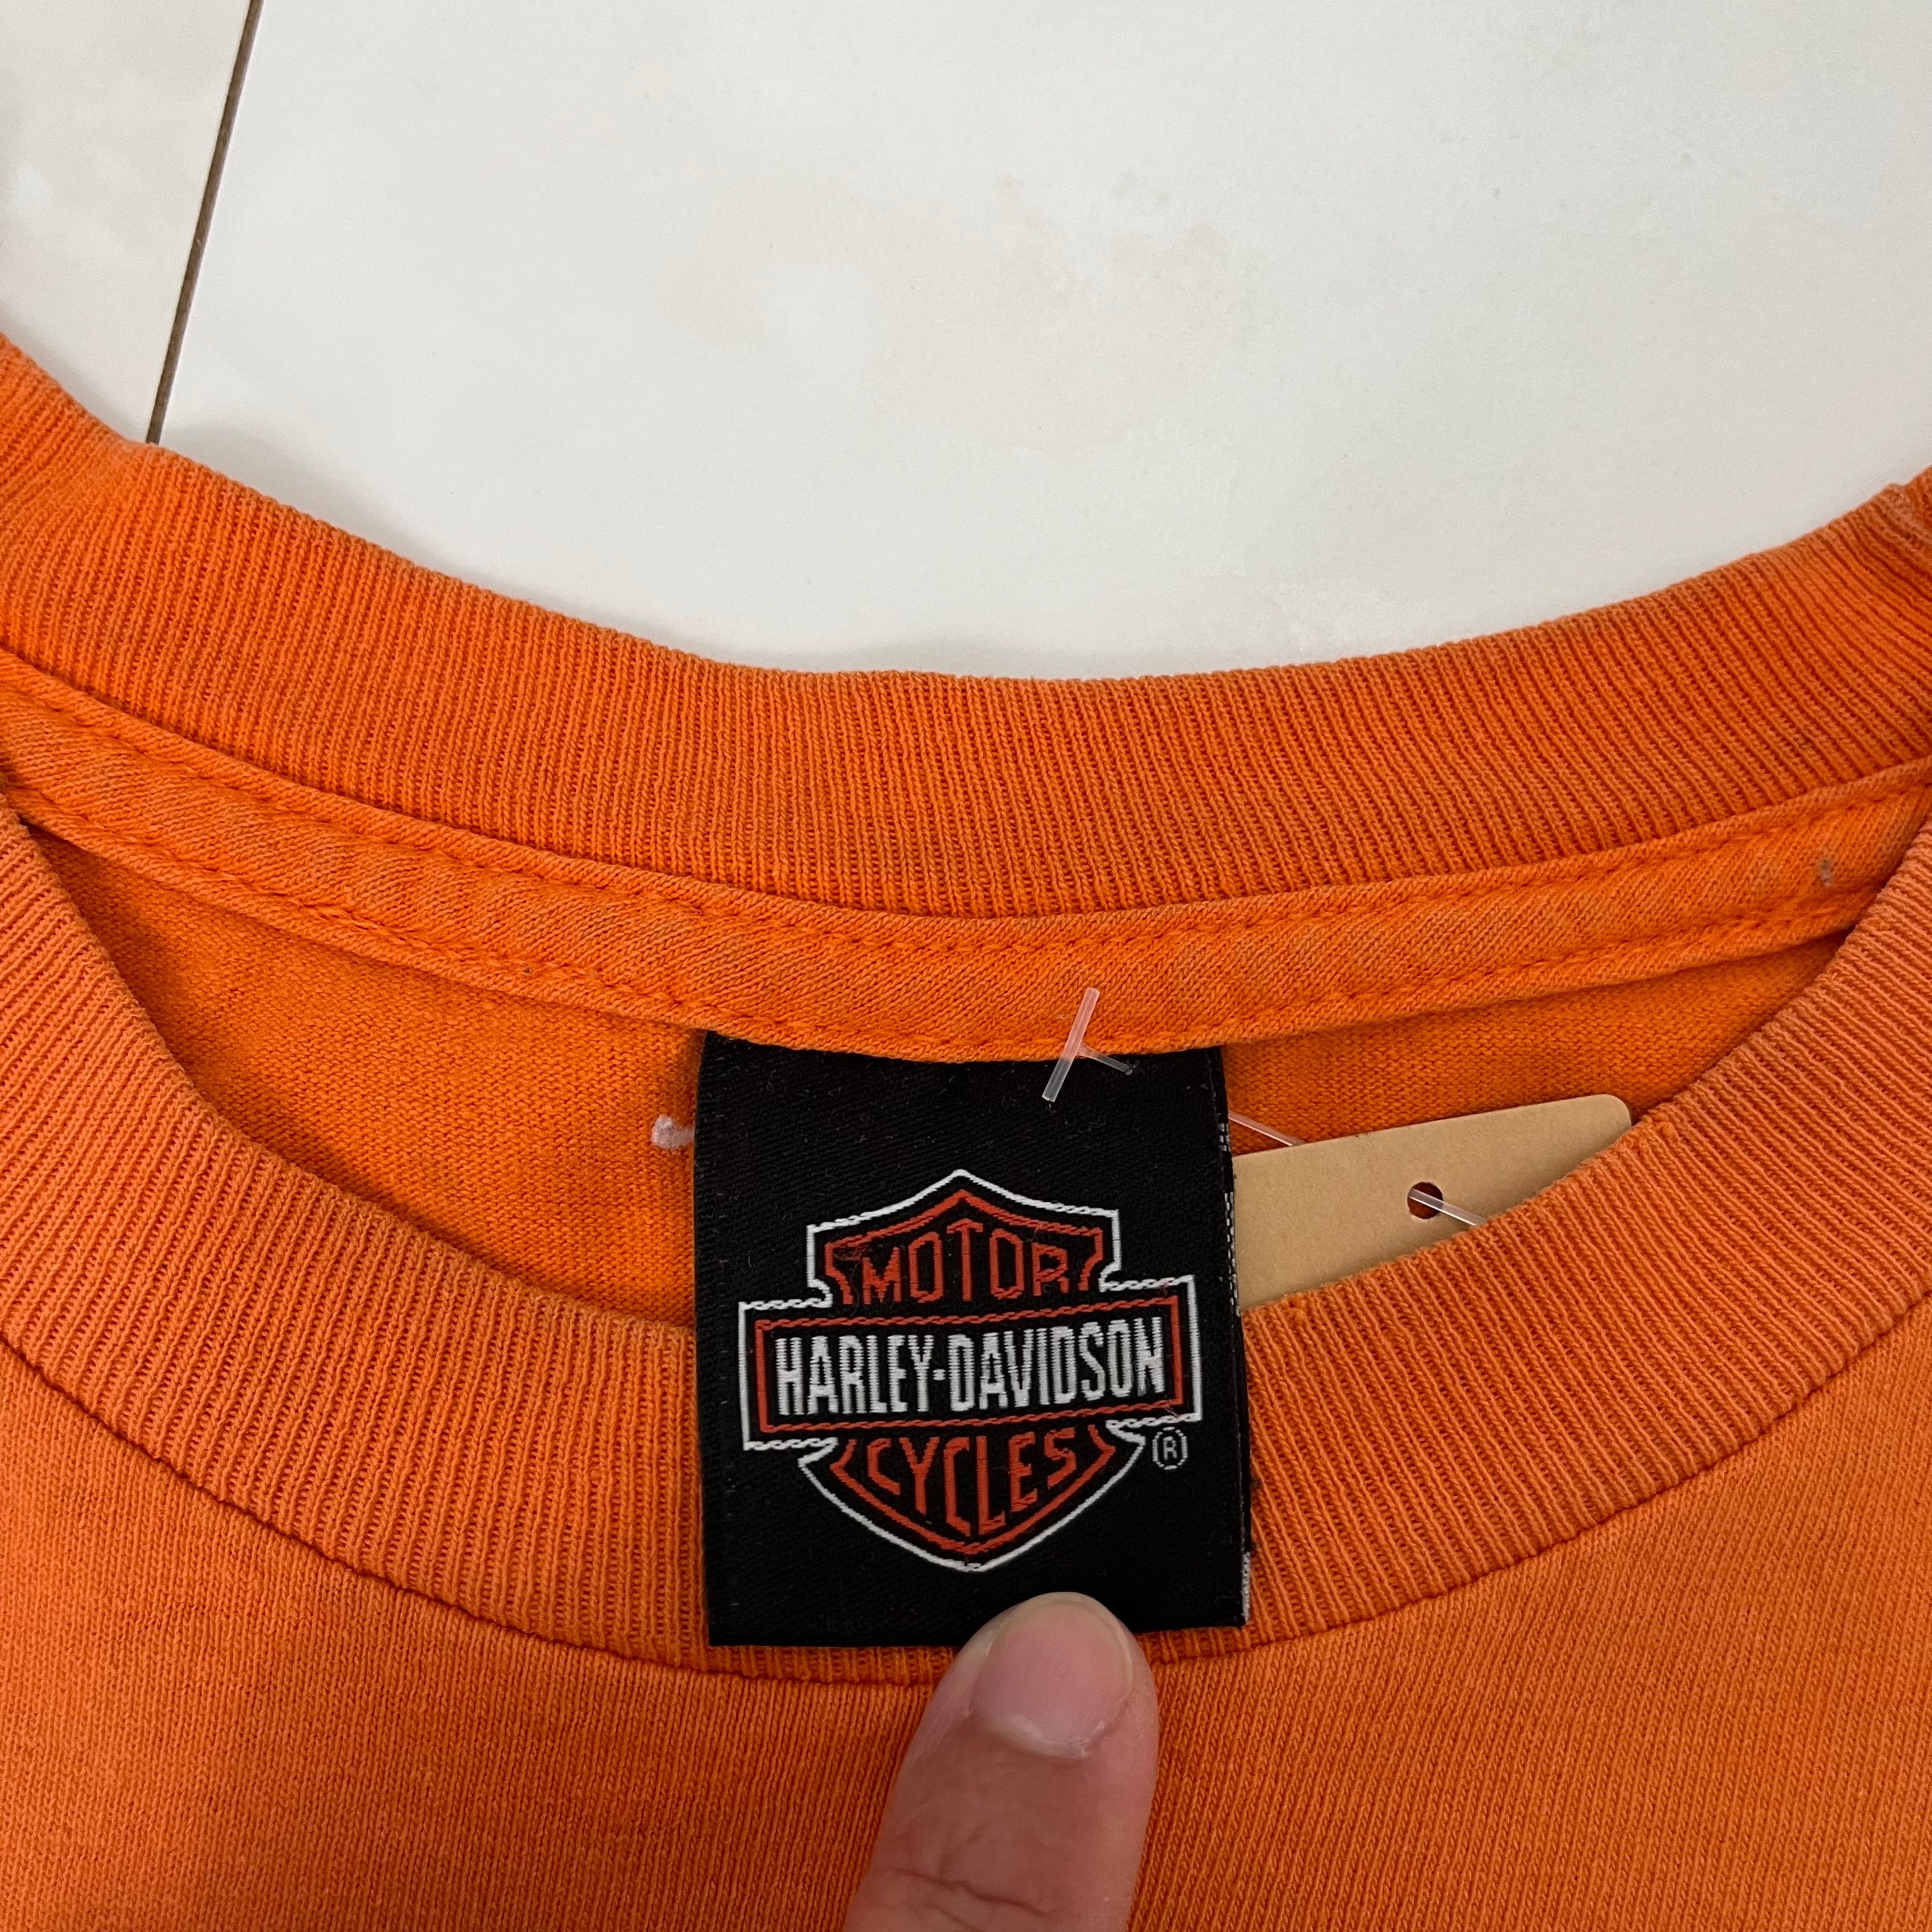 MOTOR
HARLEY-DAVIDSON
CYCLES
®